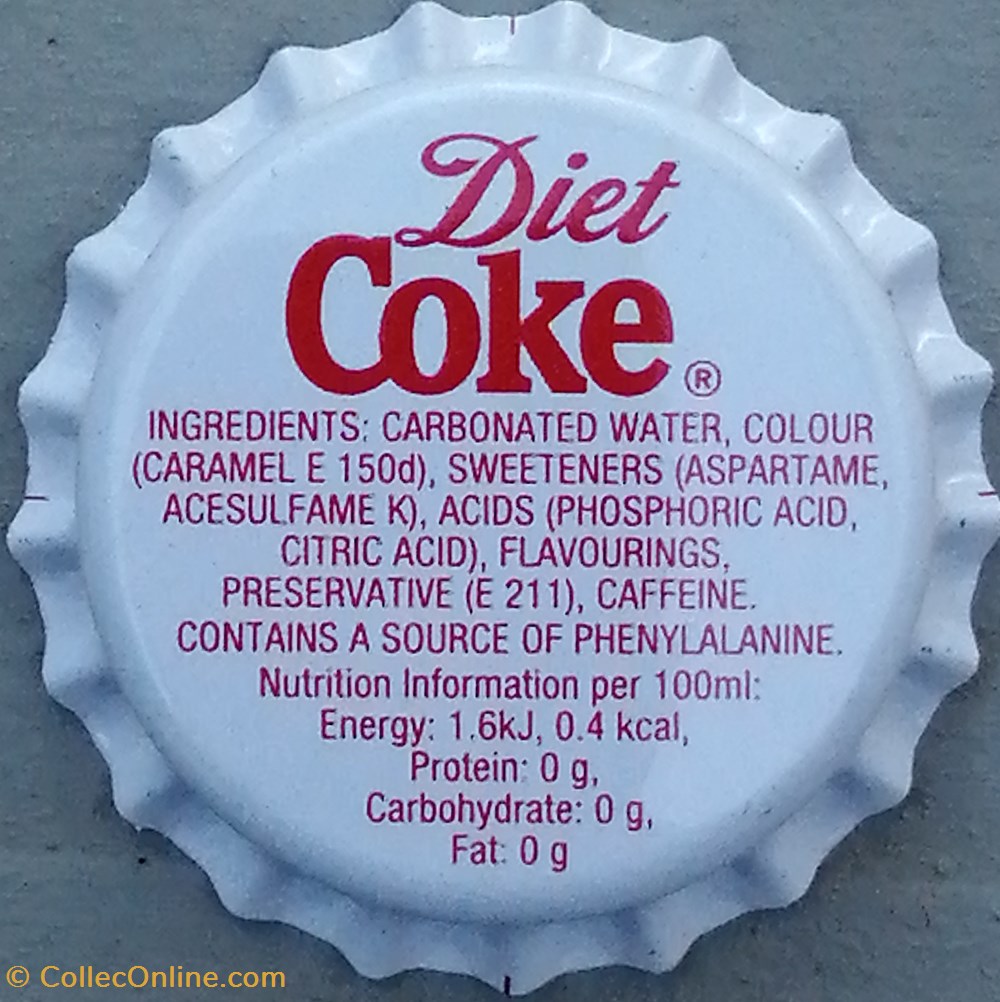 Diet
Coke®
INGREDIENTS: CARBONATED WATER, COLOUR
(CARAMEL E 150d), SWEETENERS (ASPARTAME,
ACESULFAME K), ACIDS (PHOSPHORIC ACID,
CITRIC ACID), FLAVOURINGS,
PRESERVATIVE (E 211), CAFFEINE.
CONTAINS A SOURCE OF PHENYLALANINE.
Nutrition Information per 100ml:
Energy: 1.6kJ, 0.4 kcal,
Protein: 0 g,
Carbohydrate: 0 g,
Fat: 0 g
© CollecOnline.com